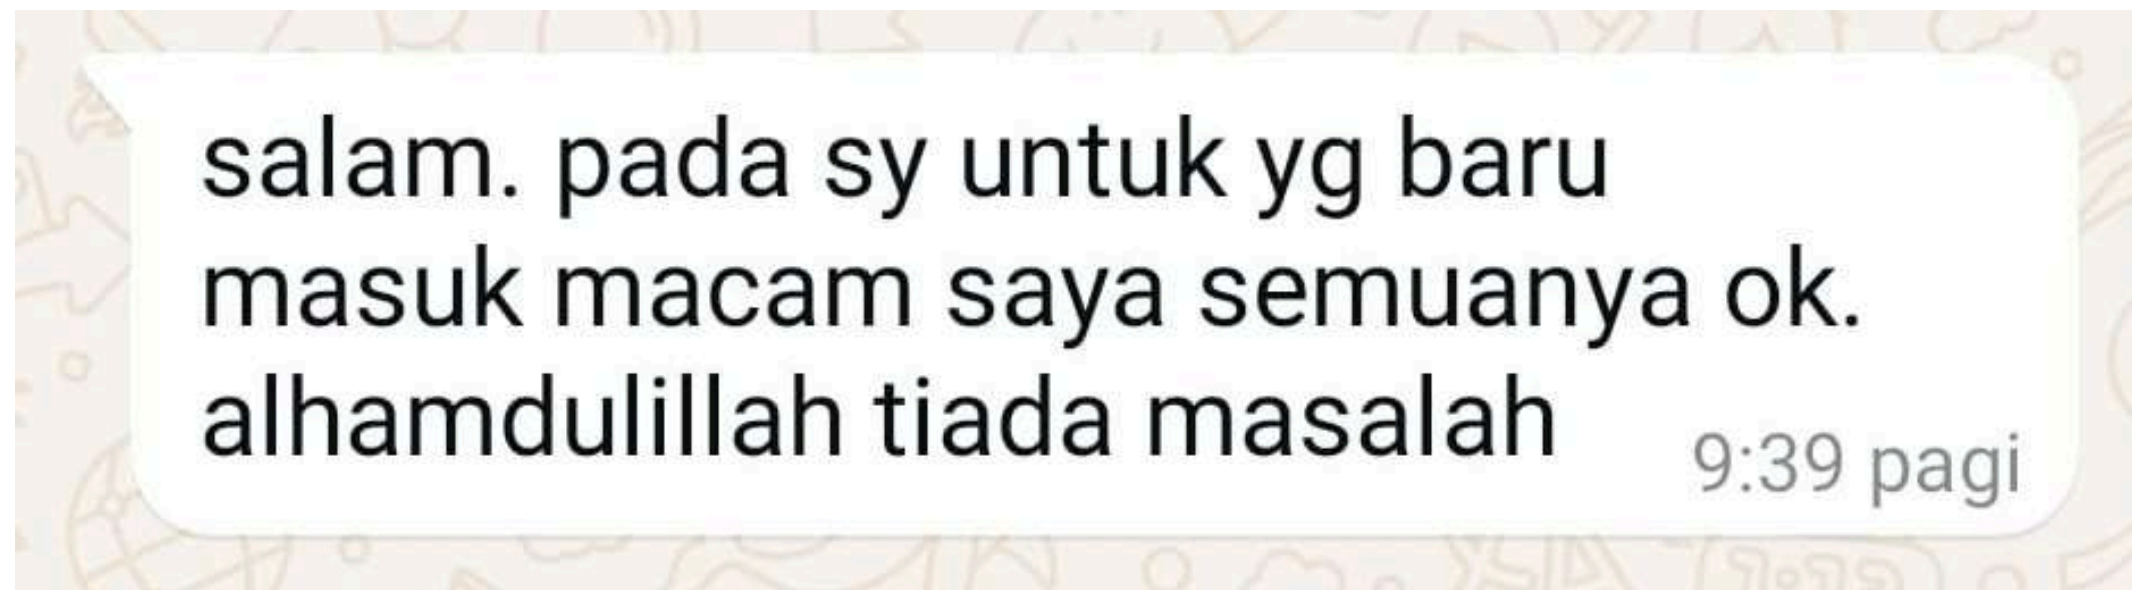 salam. pada sy untuk yg baru
masuk macam saya semuanya ok.
alhamdulillah tiada masalah
9:39 pagi